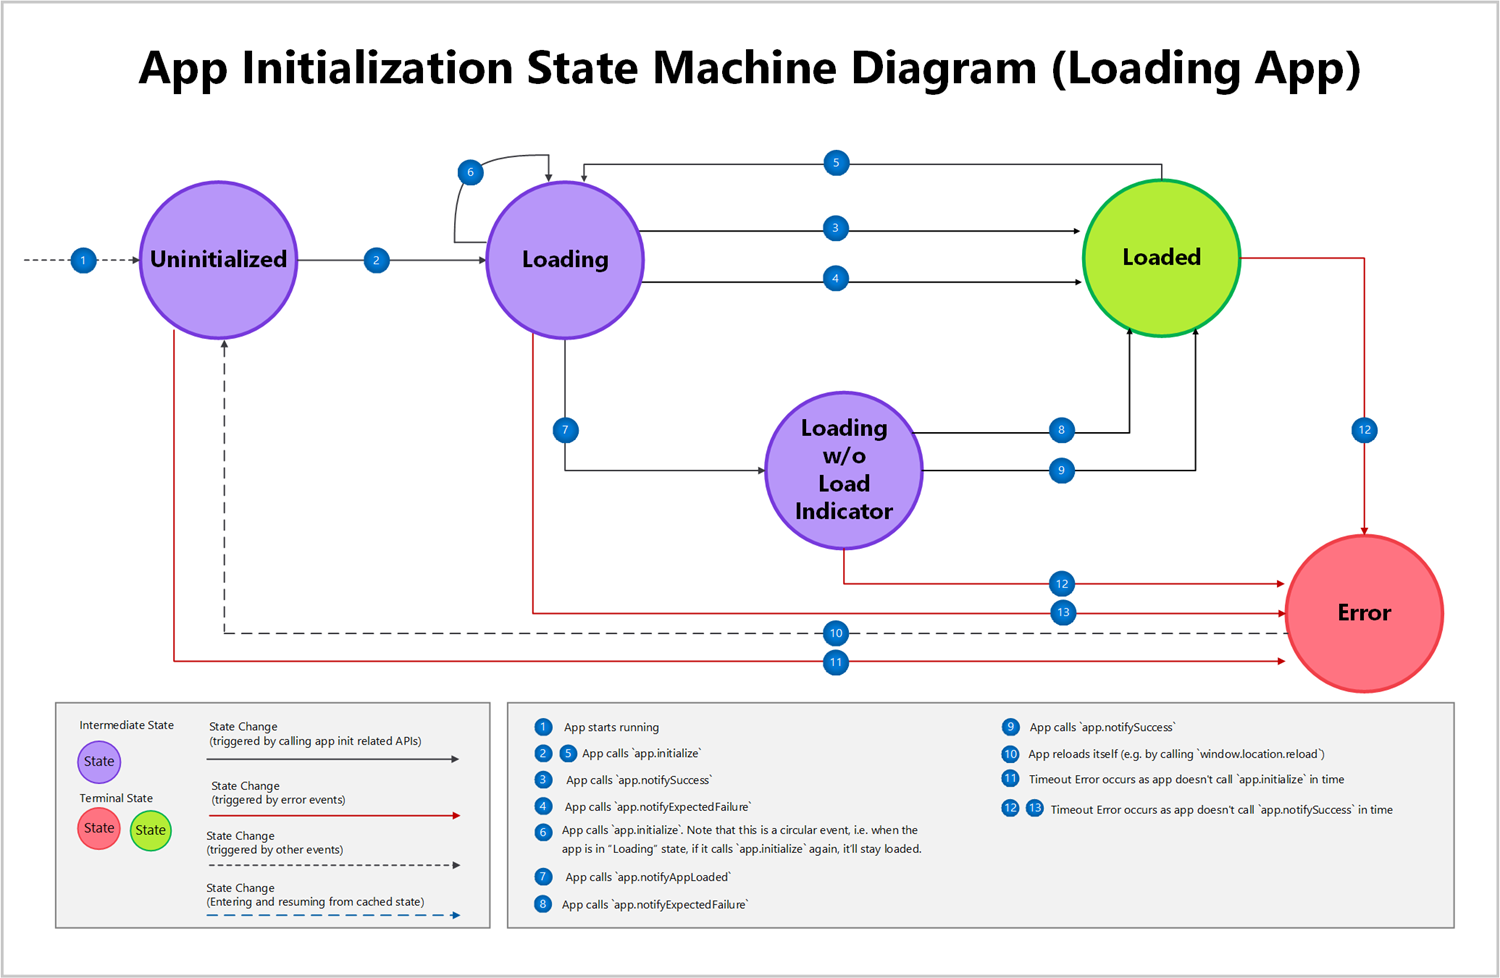 App Initialization State Machine Diagram (Loading App)
6
5
3
1
Uninitialized
2
Loading
Loaded
4
7
Loading
w/o
Load
Indicator
8
9
12
12
13
Error
10
11
Intermediate State
State
Terminal State
State
State
State Change
(triggered by calling app init related APIs)
State Change
(triggered by error events)
State Change
(triggered by other events)
State Change
(Entering and resuming from cached state)
1 App starts running
2 5 App calls `app.initialize`
3 App calls `app.notifySuccess`
4 App calls `app.notifyExpectedFailure`
6 App calls `app.initialize`. Note that this is a circular event, i.e. when the
app is in "Loading" state, if it calls `app.initialize` again, it'll stay loaded.
7 App calls `app.notifyAppLoaded`
8 App calls `app.notifyExpectedFailure`
9 App calls `app.notifySuccess`
10 App reloads itself (e.g. by calling `window.location.reload`)
11 Timeout Error occurs as app doesn't call `app.initialize` in time
12 13 Timeout Error occurs as app doesn't call `app.notifySuccess` in time